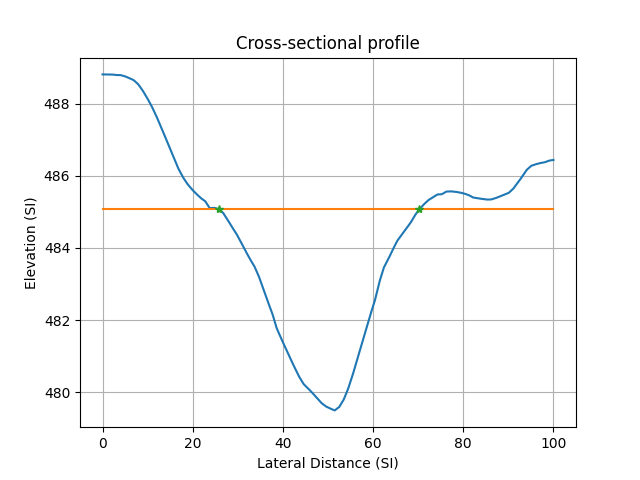 Cross-sectional profile
Elevation (SI)
488
486
484
482
480
0 20 40 60 80 100
Lateral Distance (SI)